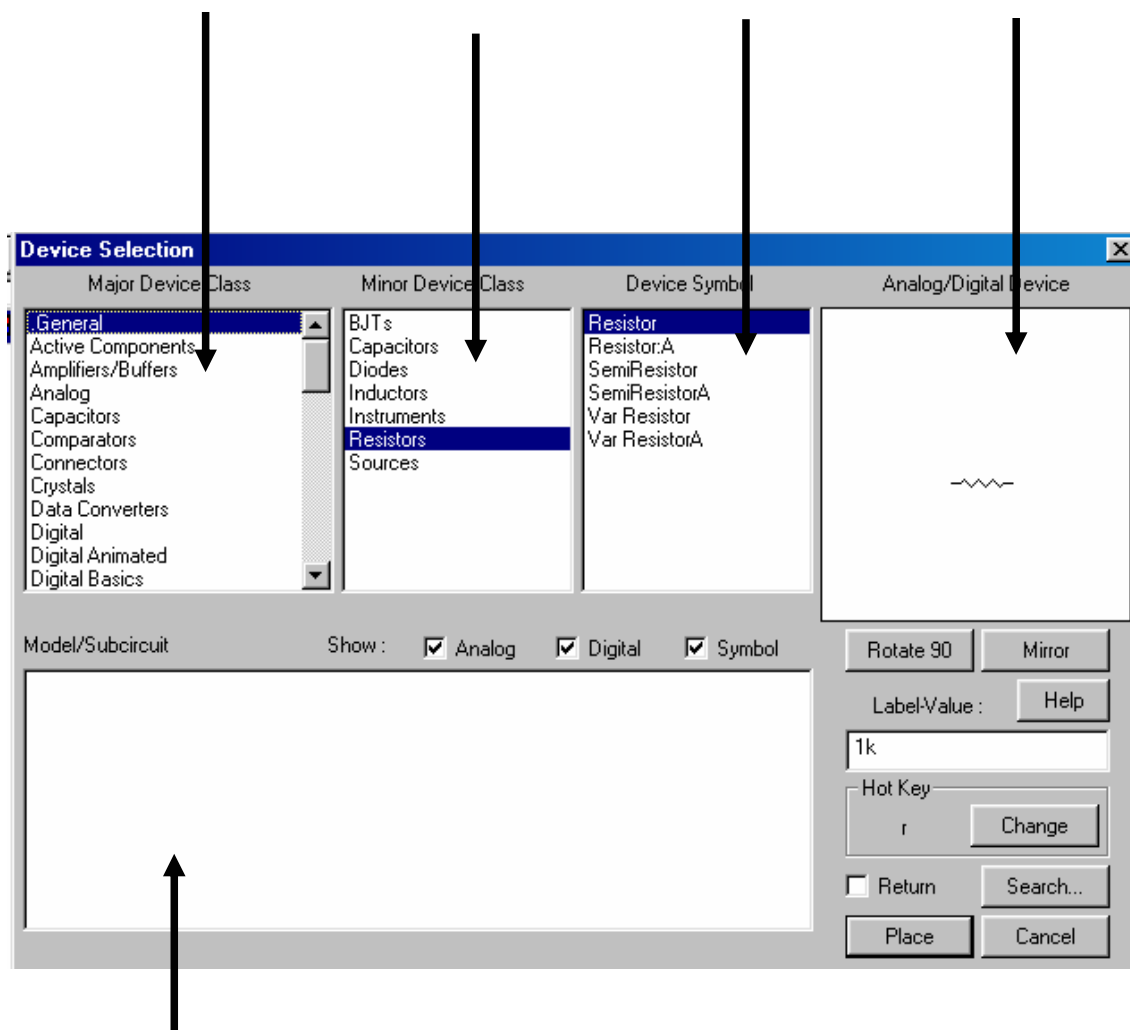 Device Selection
Major Device Class
Minor Device Class
Device Symbol
Analog/Digital Device
.General
Active Components
Amplifiers/Buffers
Analog
Capacitors
Comparators
Connectors
Crystals
Data Converters
Digital
Digital Animated
Digital Basics
BJTs
Capacitors
Diodes
Inductors
Instruments
Resistors
Sources
Resistor
Resistor:A
SemiResistor
SemiResistorA
Var Resistor
Var ResistorA
Model/Subcircuit
Show : Analog Digital Symbol
Rotate 90 Mirror
Label-Value : Help
1k
Hot Key
r Change
Return Search...
Place Cancel